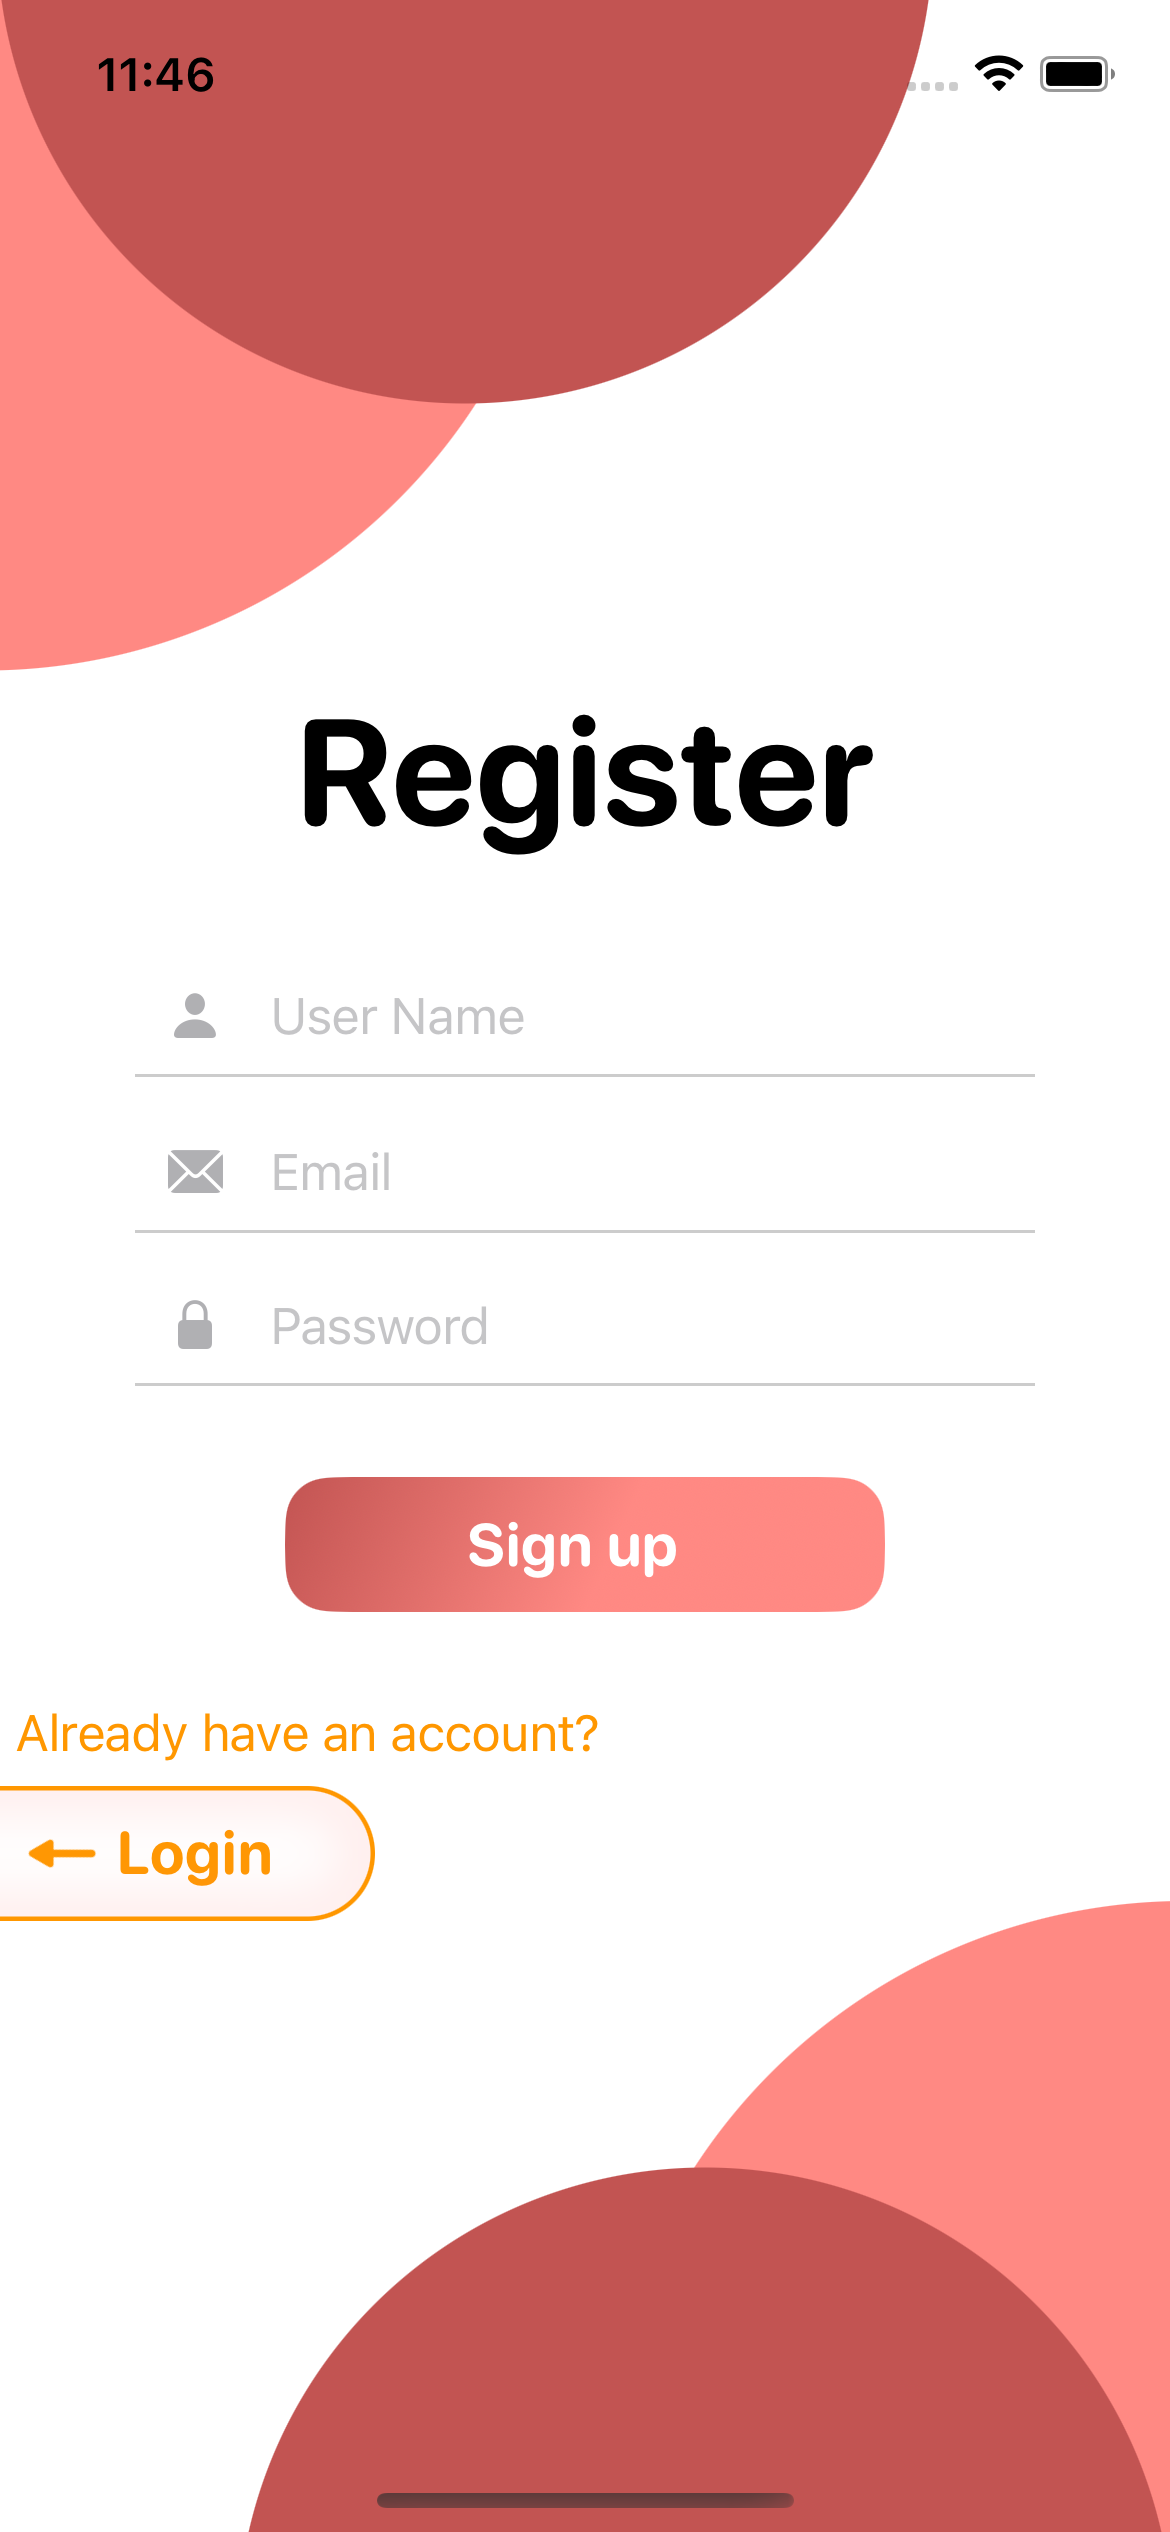 11:46
Register
User Name
Email
Password
Sign up
Already have an account?
Login